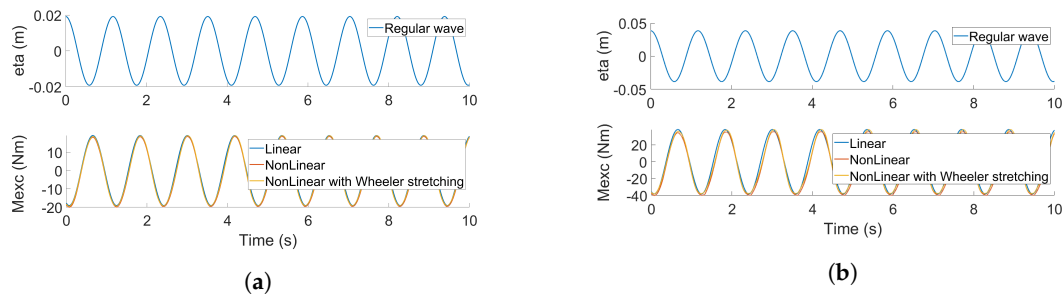 eta (m)
0.02
0
-0.02
Regular wave
0 2 4 6 8 10
Mexc (Nm)
10
0
-10
-20
Linear
NonLinear
NonLinear with Wheeler stretching
0 2 4 6 8 10
Time (s)
(a)
eta (m)
0.05
0
-0.05
Regular wave
0 2 4 6 8 10
Mexc (Nm)
20
0
-20
-40
Linear
NonLinear
NonLinear with Wheeler stretching
0 2 4 6 8 10
Time (s)
(b)